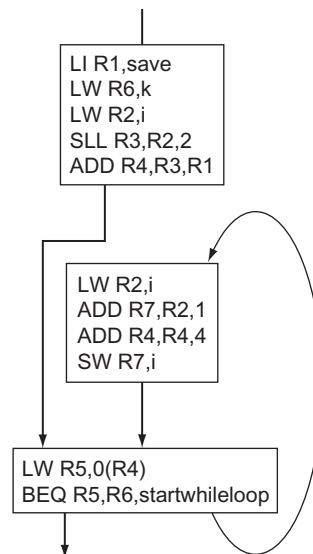 LI R1,save
LW R6,k
LW R2,i
SLL R3,R2,2
ADD R4,R3,R1
LW R2,i
ADD R7,R2,1
ADD R4,R4,4
SW R7,i
LW R5,0(R4)
BEQ R5,R6,startwhileloop